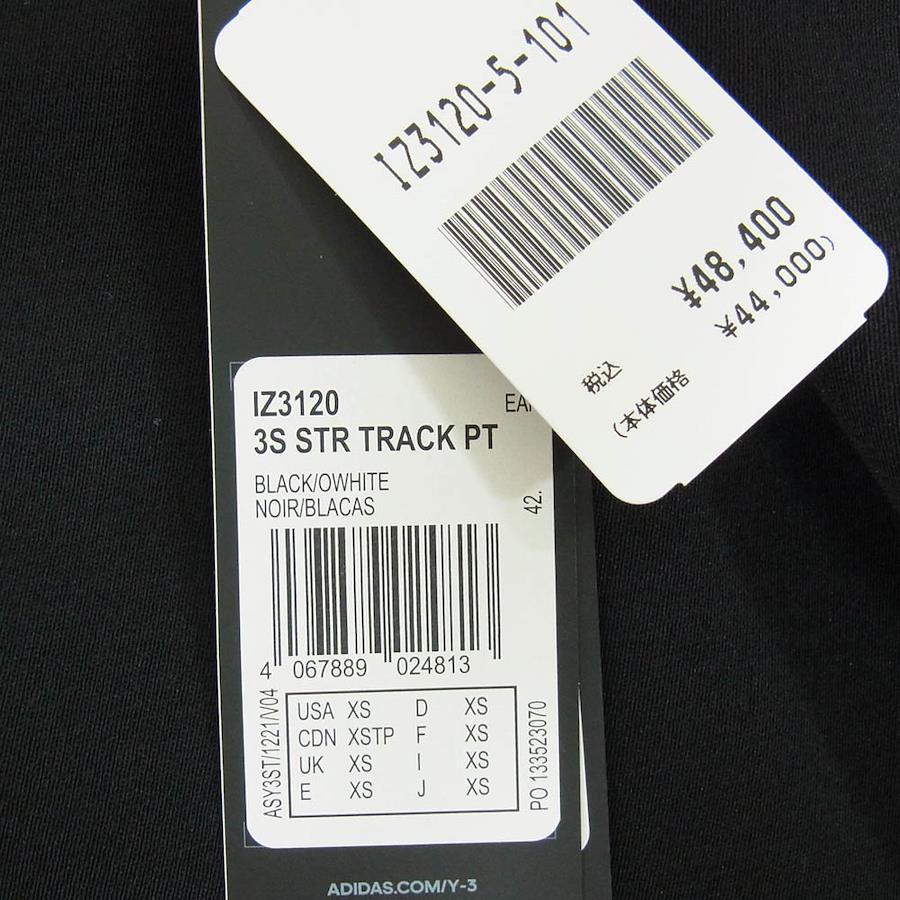 IZ3120-5-101
¥48,400
¥44,000)
税込
(本体価格
IZ3120
3S STR TRACK PT
BLACK/OWHITE
NOIR/BLACAS
42.
4 067889 024813
ASY3ST/1221/V04
USA XS D XS
CDN XSTP F XS
UK XS I XS
E XS J XS
PO 133523070
ADIDAS.COM/Y-3